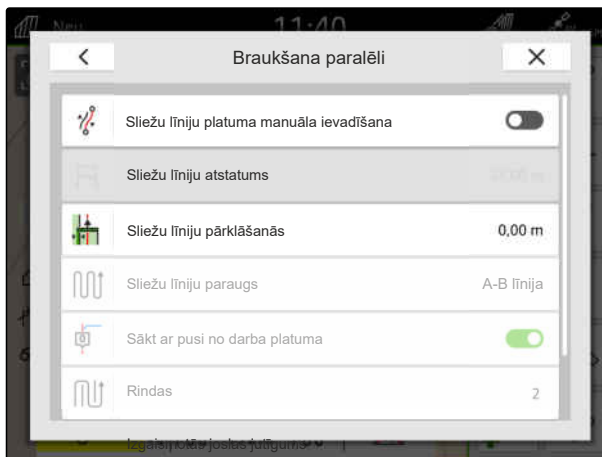 Neu 11:40
Braukšana paralēli
Sliežu līniju platuma manuāla ievadīšana
Sliežu līniju atstatums
Sliežu līniju pārklāšanās 0,00 m
Sliežu līniju paraugs A-B līnija
Sākt ar pusi no darba platuma
Rindas 2